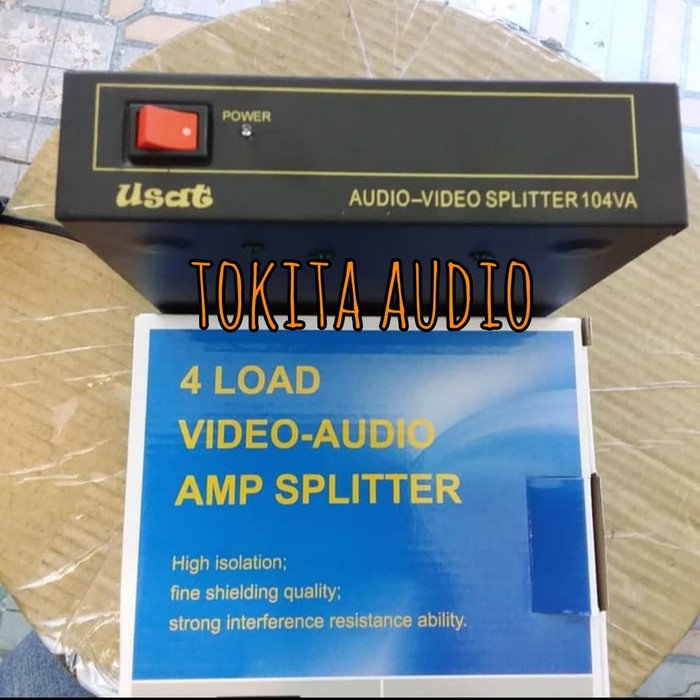 POWER
Usat
AUDIO-VIDEO SPLITTER 104VA
TOKITA AUDIO
4 LOAD
VIDEO-AUDIO
AMP SPLITTER
High isolation;
fine shielding quality;
strong interference resistance ability.